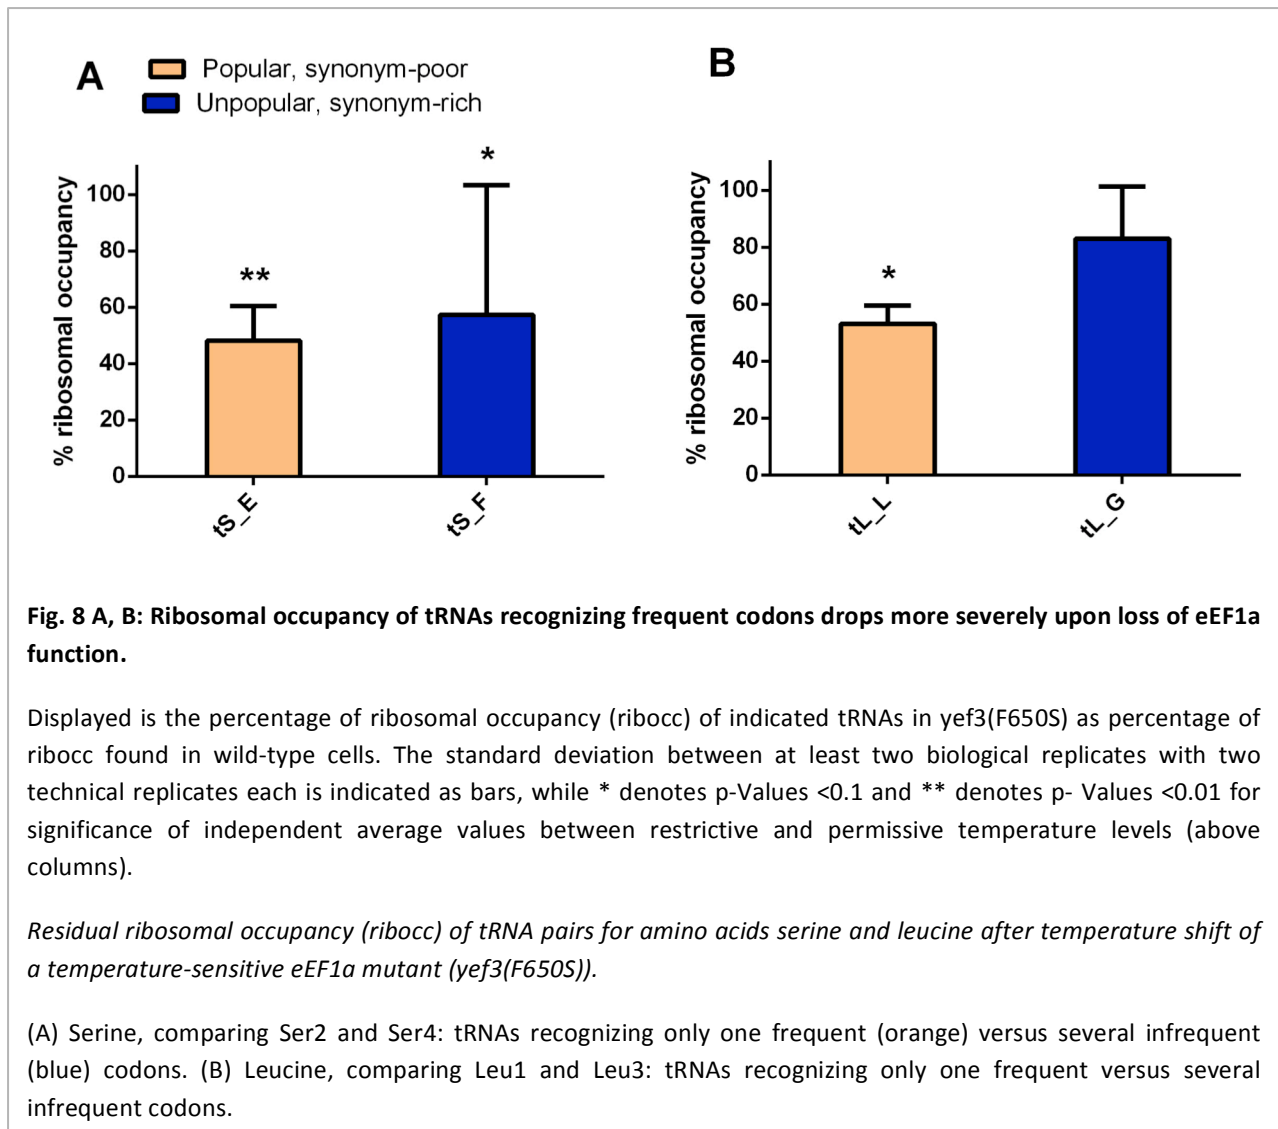 A
Popular, synonym-poor
Unpopular, synonym-rich
% ribosomal occupancy
100
80
60
40
20
0
**
*
tS_E
tS_F
B
% ribosomal occupancy
100
80
60
40
20
0
*
tL_L
tL_G
Fig. 8 A, B: Ribosomal occupancy of tRNAs recognizing frequent codons drops more severely upon loss of eEF1a
function.
Displayed is the percentage of ribosomal occupancy (ribocc) of indicated tRNAs in yef3(F650S) as percentage of
ribocc found in wild-type cells. The standard deviation between at least two biological replicates with two
technical replicates each is indicated as bars, while * denotes p-Values <0.1 and ** denotes p- Values <0.01 for
significance of independent average values between restrictive and permissive temperature levels (above
columns).
Residual ribosomal occupancy (ribocc) of tRNA pairs for amino acids serine and leucine after temperature shift of
a temperature-sensitive eEF1a mutant (yef3(F650S)).
(A) Serine, comparing Ser2 and Ser4: tRNAs recognizing only one frequent (orange) versus several infrequent
(blue) codons. (B) Leucine, comparing Leu1 and Leu3: tRNAs recognizing only one frequent versus several
infrequent codons.